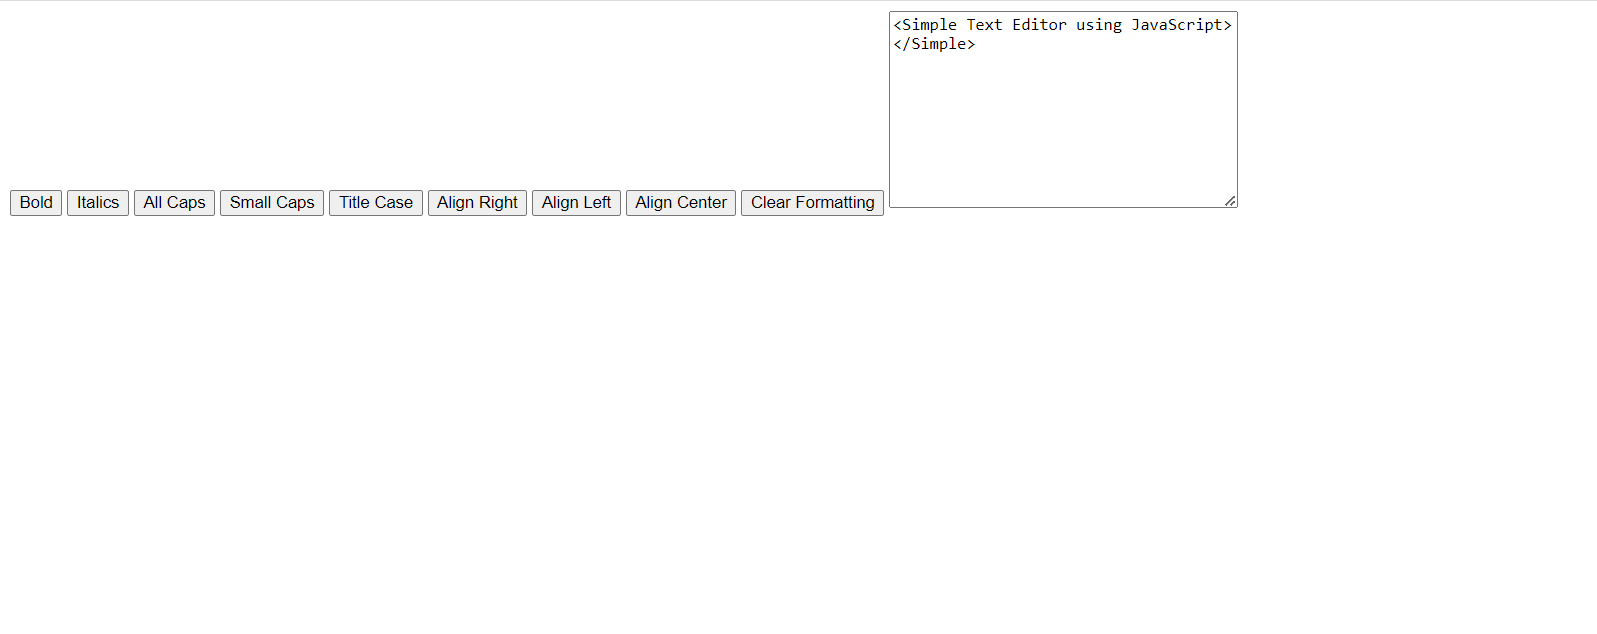 <Simple Text Editor using JavaScript>
</Simple>
Bold Italics All Caps Small Caps Title Case Align Right Align Left Align Center Clear Formatting